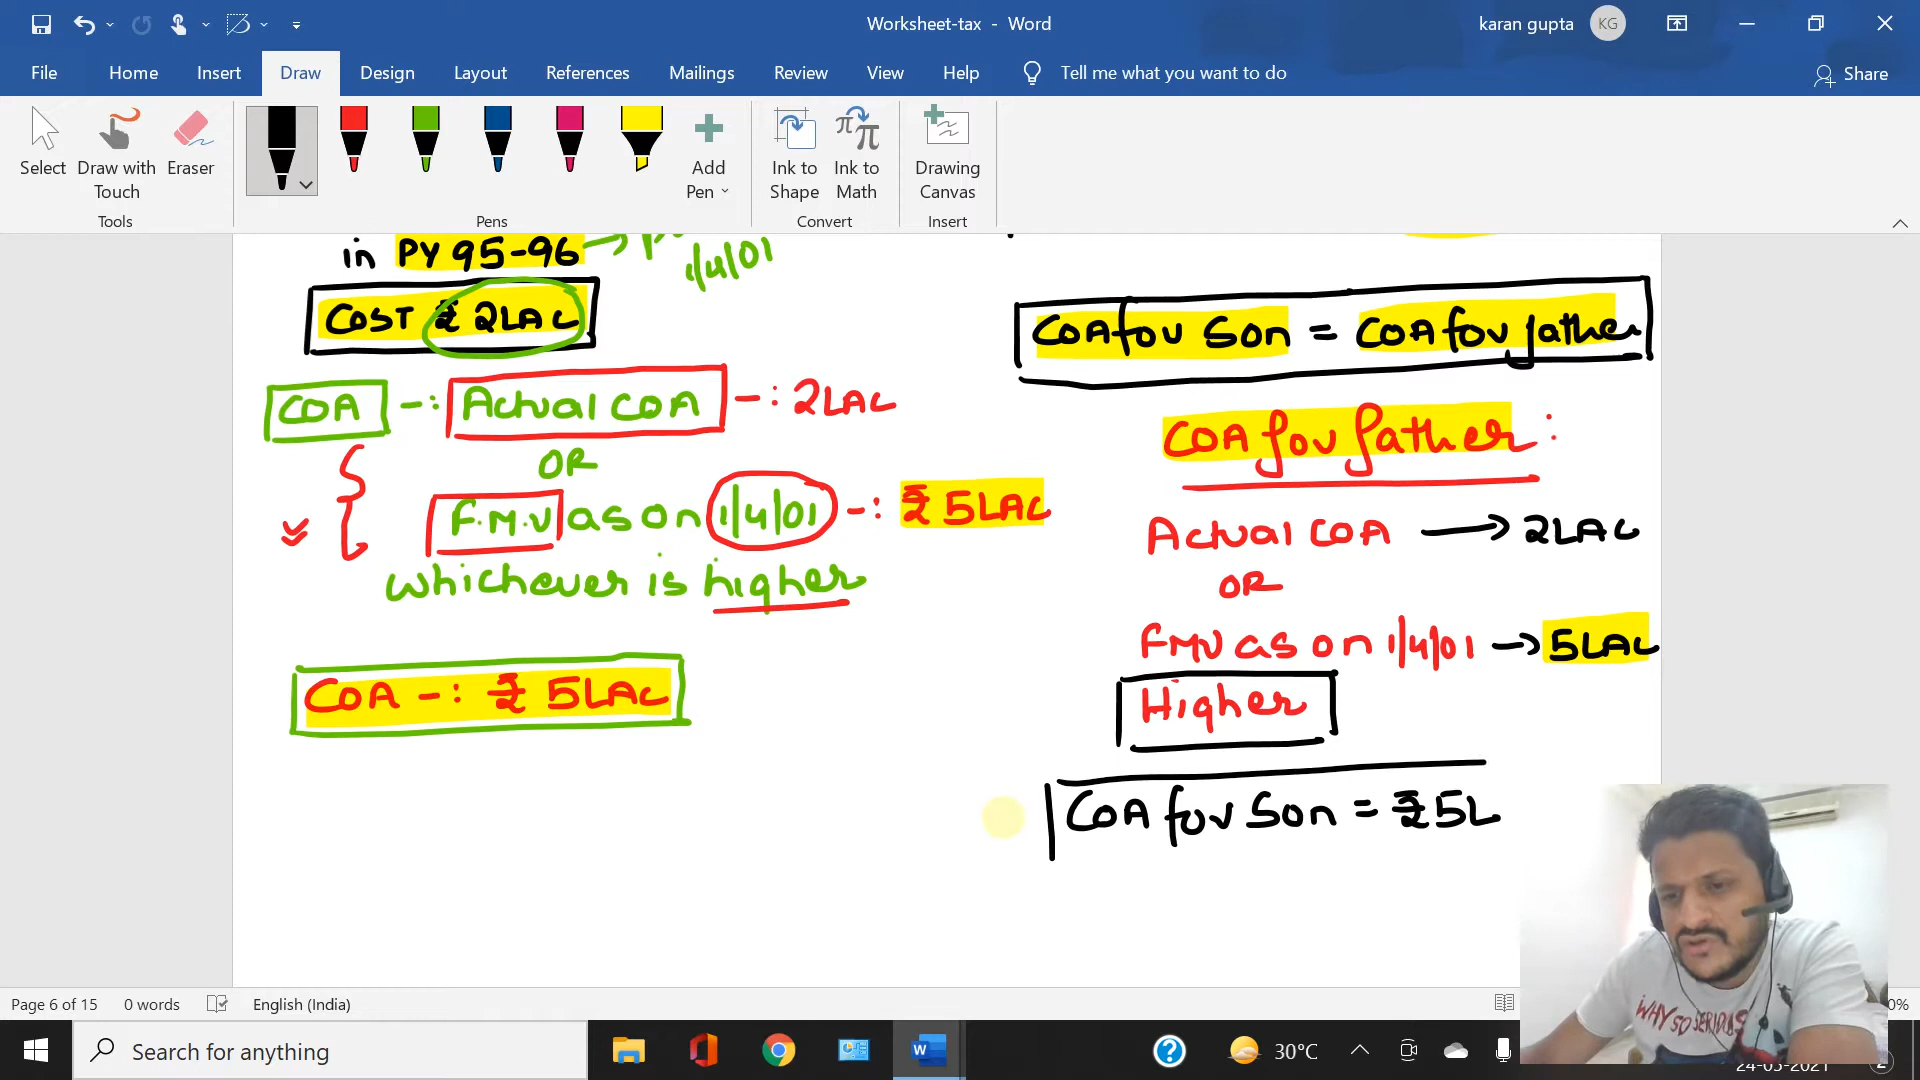 Worksheet-tax - Word
karan gupta
KG
File Home Insert Draw Design Layout References Mailings Review View Help Tell me what you want to do
Share
Select
Draw with Touch
Eraser
Add Pen
Ink to Shape
Ink to Math
Drawing Canvas
Tools
Pens
Convert
Insert
in PY 95-96
1/4/01
COST ₹ 2LAC
COA -: Actual COA -: 2LAC
OR
F.M.V as on 1/4/01 -: ₹ 5LAC
whichever is higher
COA -: ₹ 5LAC
COA for Son = COA for father
COA for father :
Actual COA → 2LAC
OR
FMV as on 1/4/01 → 5LAC
Higher
COA for Son = ₹5L
WHY SO SERIOUS
Page 6 of 15
0 words
English (India)
Search for anything
30°C